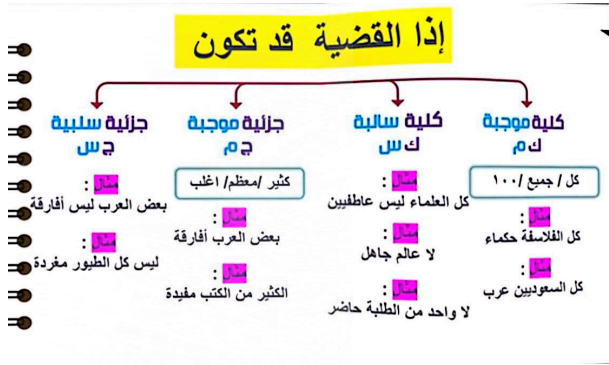 إذا القضية قد تكون
كلية موجبة
ك م
كل / جميع / ١٠٠
مثال :
كل الفلاسفة حكماء
مثال :
كل السعوديين عرب
كلية سالبة
ك س
مثال :
كل العلماء ليس عاطفيين
مثال :
لا عالم جاهل
مثال :
لا واحد من الطلبة حاضر
جزئية موجبة
ج م
كثير /معظم/ اغلب
مثال :
بعض العرب أفارقة
مثال :
الكثير من الكتب مفيدة
جزئية سلبية
ج س
مثال :
بعض العرب ليس أفارقة
مثال :
ليس كل الطيور مغردة